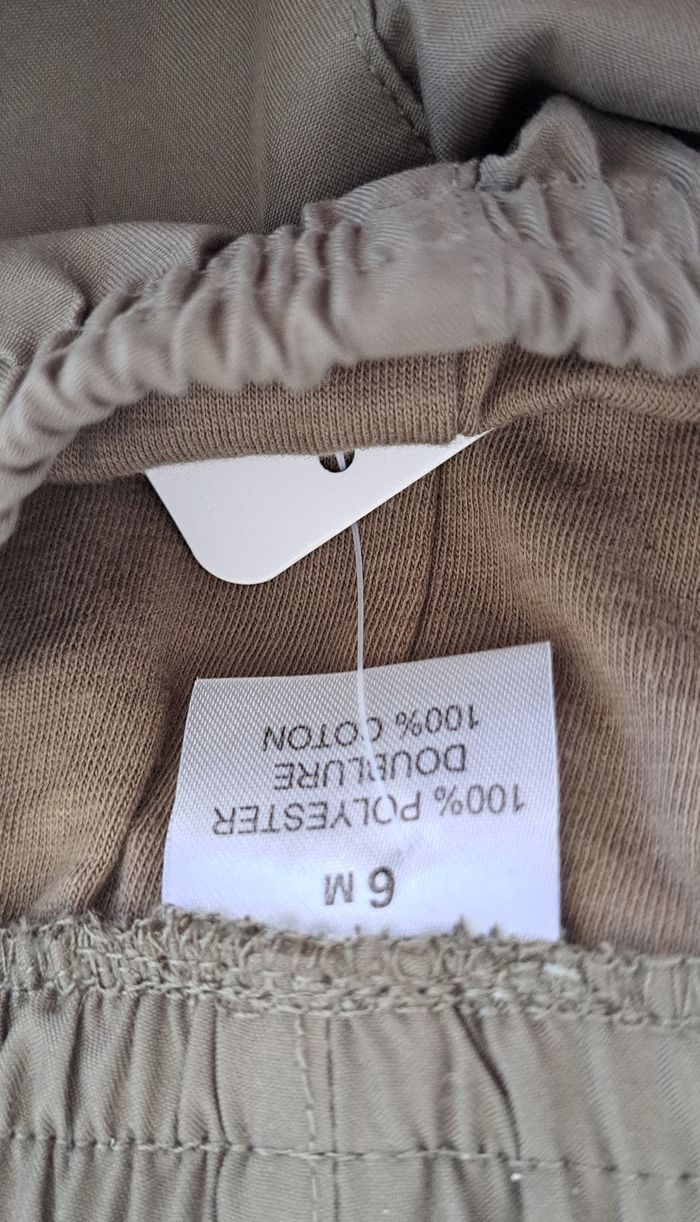 6 M
100% POLYESTER
DOUBLURE
100% COTON